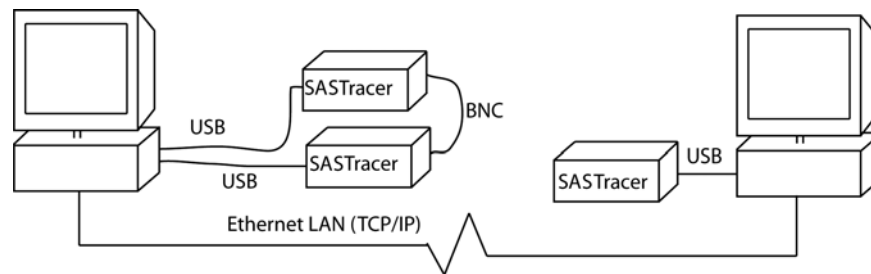 SASTracer
USB
BNC
SASTracer
USB
SASTracer
USB
Ethernet LAN (TCP/IP)